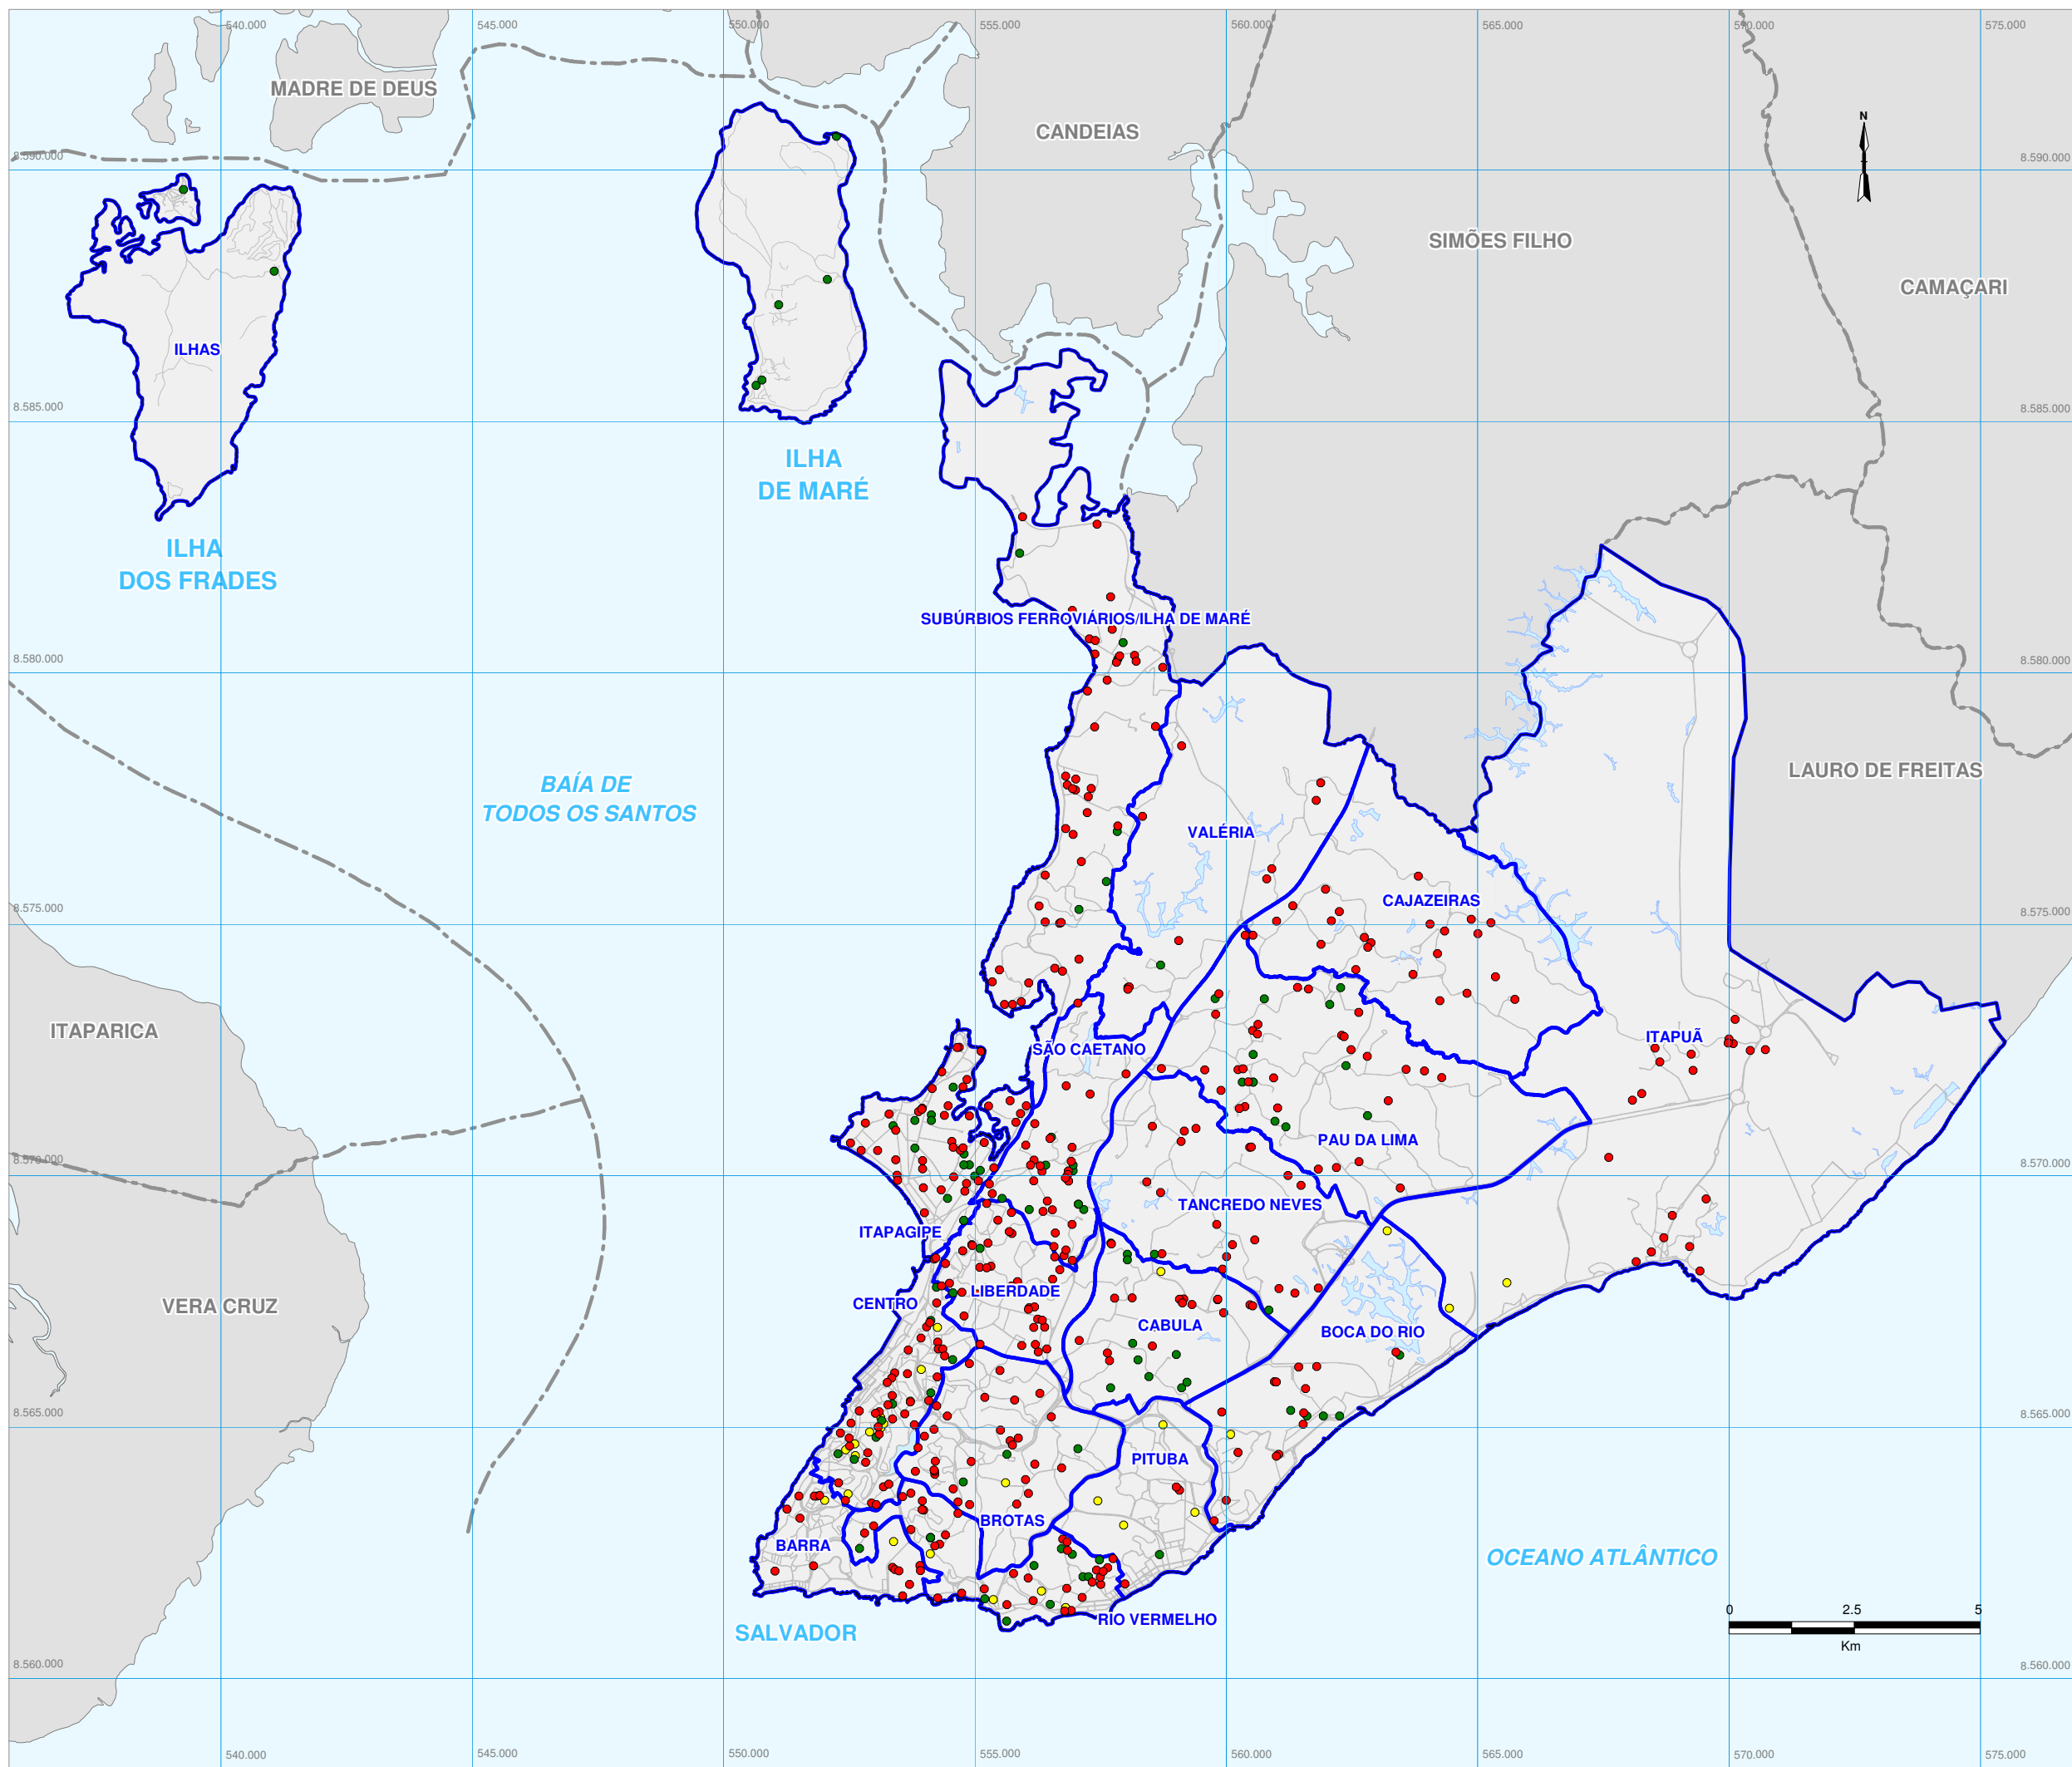 540.000
545.000
550.000
555.000
560.000
565.000
570.000
575.000
MADRE DE DEUS
N
CANDEIAS
8.590.000
8.590.000
SIMÕES FILHO
CAMAÇARI
ILHAS
8.585.000
8.585.000
ILHA
DE MARÉ
ILHA
DOS FRADES
SUBÚRBIOS FERROVIÁRIOS/ILHA DE MARÉ
8.580.000
8.580.000
LAURO DE FREITAS
BAÍA DE
TODOS OS SANTOS
VALÉRIA
CAJAZEIRAS
8.575.000
8.575.000
ITAPARICA
ITAPUÃ
SÃO CAETANO
PAU DA LIMA
8.570.000
8.570.000
TANCREDO NEVES
ITAPAGIPE
LIBERDADE
CENTRO
VERA CRUZ
CABULA
BOCA DO RIO
8.565.000
8.565.000
PITUBA
BROTAS
BARRA
OCEANO ATLÂNTICO
RIO VERMELHO
SALVADOR
0
2.5
5
Km
8.560.000
8.560.000
540.000
545.000
550.000
555.000
560.000
565.000
570.000
575.000